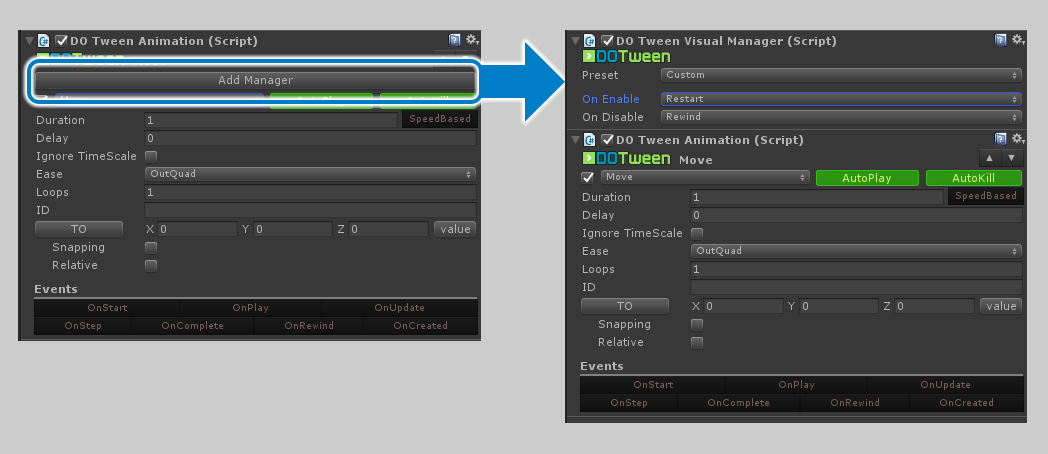 DO Tween Animation (Script)
Add Manager
Duration 1 SpeedBased
Delay 0
Ignore TimeScale
Ease OutQuad
Loops 1
ID
TO X 0 Y 0 Z 0 value
Snapping
Relative
Events
OnStart OnPlay OnUpdate
OnStep OnComplete OnRewind OnCreated
DO Tween Visual Manager (Script)
DOTween
Preset Custom
On Enable Restart
On Disable Rewind
DO Tween Animation (Script)
DOTween Move
Move AutoPlay AutoKill
Duration 1 SpeedBased
Delay 0
Ignore TimeScale
Ease OutQuad
Loops 1
ID
TO X 0 Y 0 Z 0 value
Snapping
Relative
Events
OnStart OnPlay OnUpdate
OnStep OnComplete OnRewind OnCreated